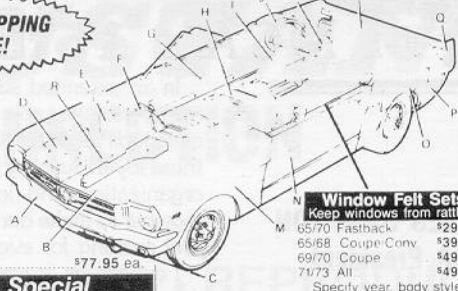 PPING
E!
H
G
F
E
R
D
Q
P
O
N
M
A
B
C
$77.95 ea.
Special
Window Felt Sets
Keep windows from rattl
65/70 Fastback $29
65/68 Coupe/Conv. $39
69/70 Coupe $49
71/73 All $49
Specify year, body style